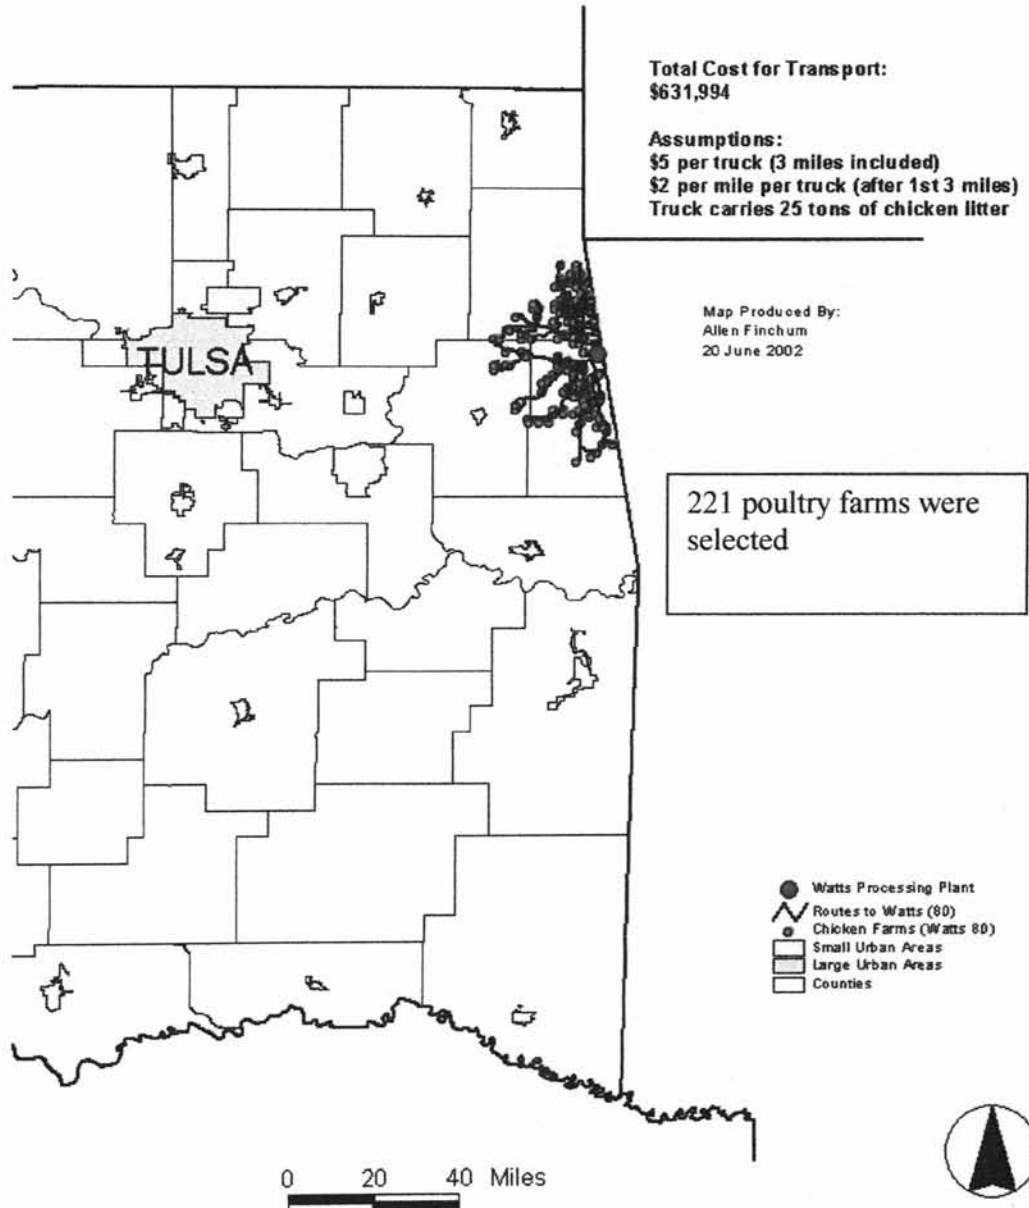 Total Cost for Transport:
$631,994
Assumptions:
$5 per truck (3 miles included)
$2 per mile per truck (after 1st 3 miles)
Truck carries 25 tons of chicken litter
Map Produced By:
Allen Finchum
20 June 2002
TULSA
221 poultry farms were
selected
Watts Processing Plant
Routes to Watts (80)
Chicken Farms (Watts 80)
Small Urban Areas
Large Urban Areas
Counties
0 20 40 Miles